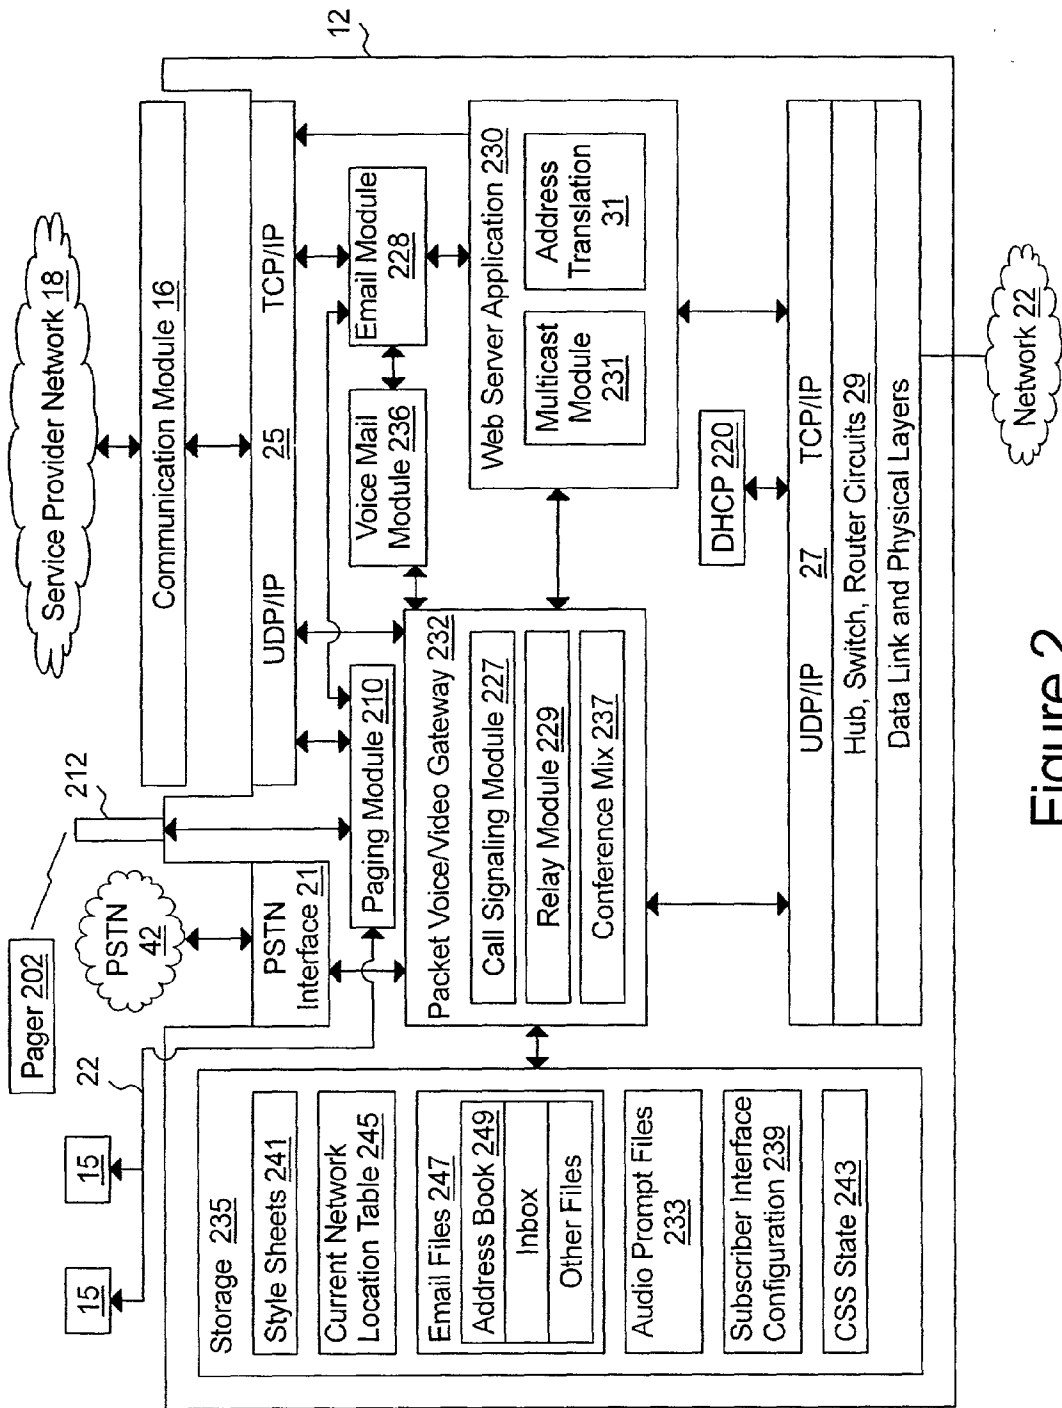 Service Provider Network 18
Communication Module 16
12
212
Pager 202
PSTN
42
22
15
15
UDP/IP
25
TCP/IP
PSTN
Interface 21
Paging Module 210
Email Module
228
Voice Mail
Module 236
Packet Voice/Video Gateway 232
Call Signaling Module 227
Relay Module 229
Conference Mix 237
Web Server Application 230
Multicast
Module
231
Address
Translation
31
DHCP 220
Storage 235
Style Sheets 241
Current Network
Location Table 245
Email Files 247
Address Book 249
Inbox
Other Files
Audio Prompt Files
233
Subscriber Interface
Configuration 239
CSS State 243
UDP/IP
27
TCP/IP
Hub, Switch, Router Circuits 29
Data Link and Physical Layers
Network 22
Figure 2